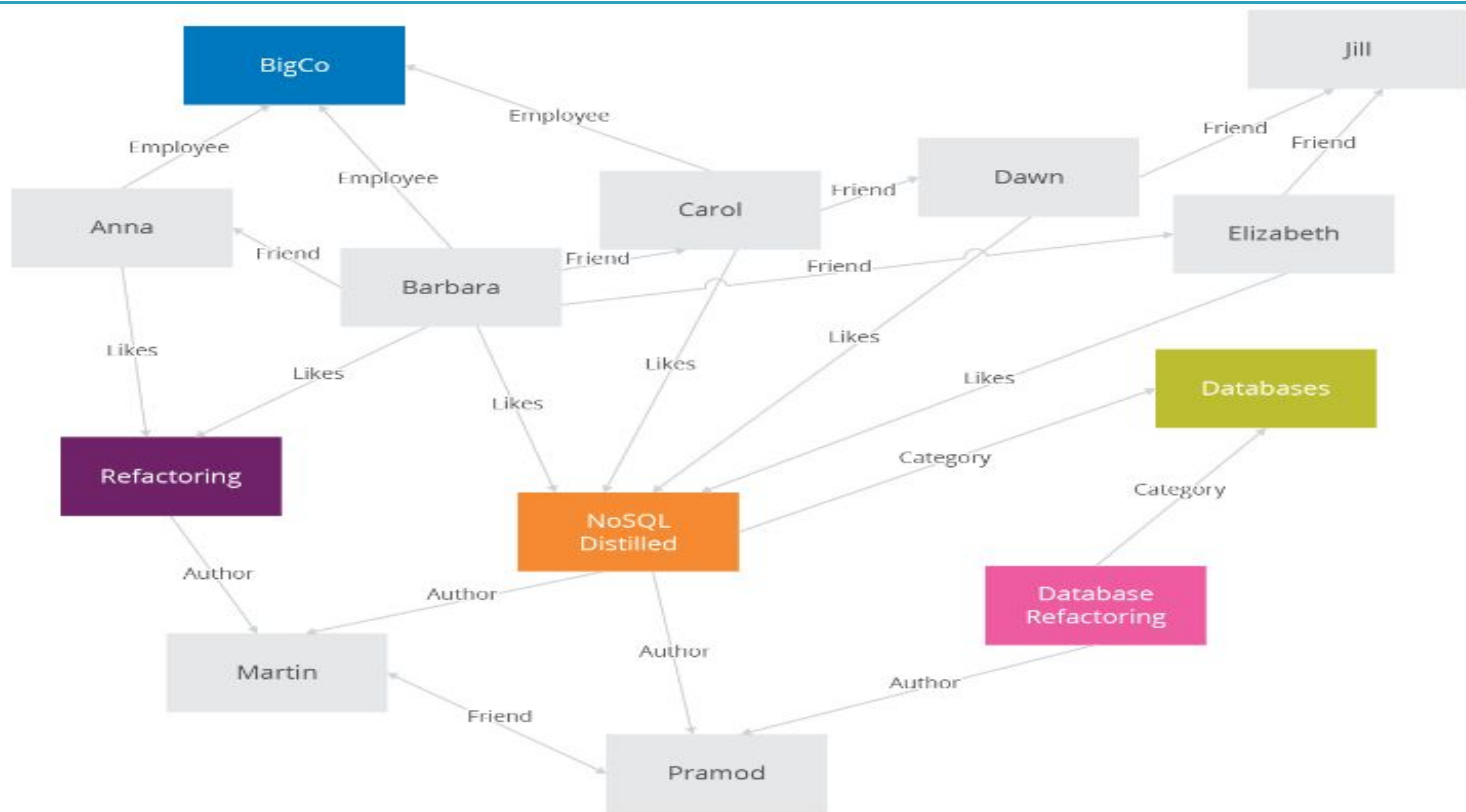 BigCo
Jill
Employee
Friend
Employee
Friend
Employee
Dawn
Friend
Carol
Anna
Elizabeth
Friend
Friend
Friend
Barbara
Likes
Likes
Likes
Likes
Likes
Likes
Databases
Category
Refactoring
Category
NoSQL
Distilled
Author
Author
Database
Refactoring
Author
Martin
Author
Friend
Pramod